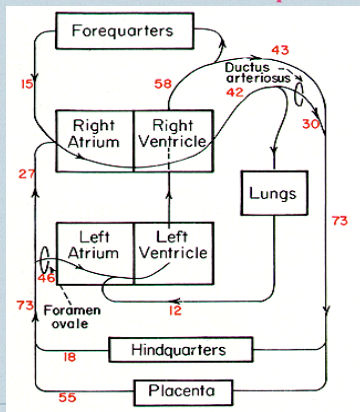 Forequarters
43
Ductus
arteriosus
15
58
42
30
Right
Atrium
Right
Ventricle
27
Lungs
73
Left
Atrium
Left
Ventricle
46
73
Foramen
ovale
12
18
Hindquarters
55
Placenta